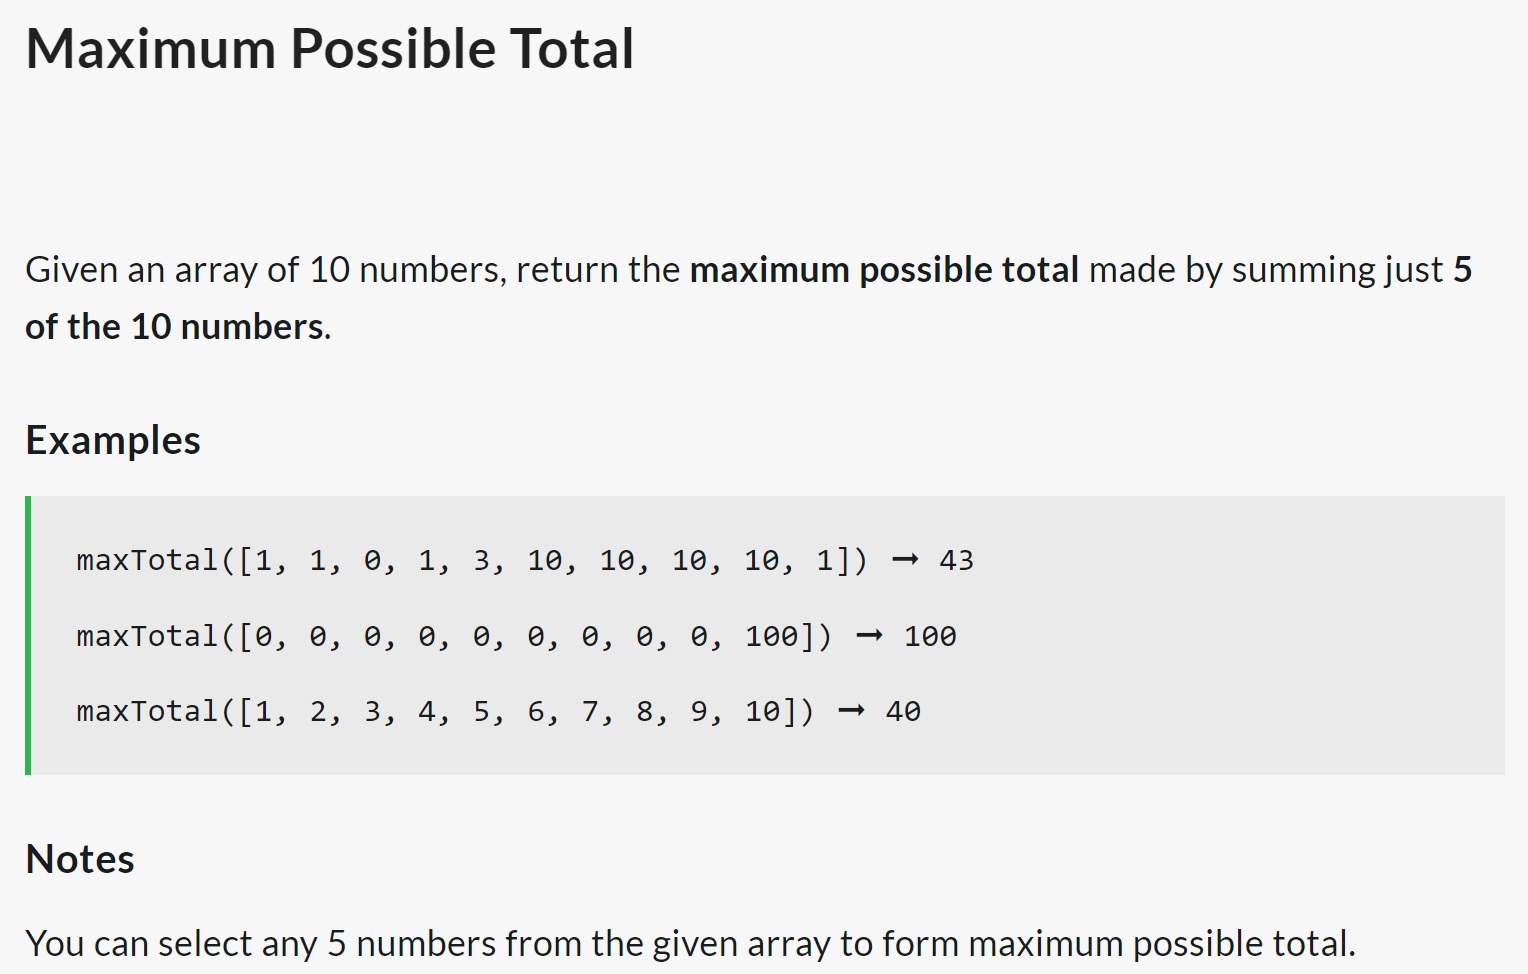 Maximum Possible Total
Given an array of 10 numbers, return the maximum possible total made by summing just 5
of the 10 numbers.
Examples
maxTotal([1, 1, 0, 1, 3, 10, 10, 10, 10, 1]) ➞ 43
maxTotal([0, 0, 0, 0, 0, 0, 0, 0, 0, 100]) ➞ 100
maxTotal([1, 2, 3, 4, 5, 6, 7, 8, 9, 10]) ➞ 40
Notes
You can select any 5 numbers from the given array to form maximum possible total.